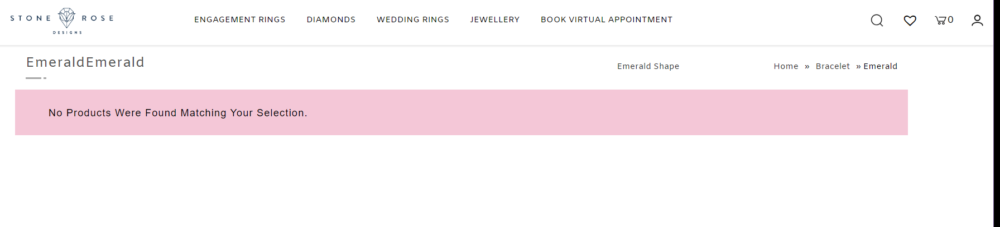 STONE ROSE
DESIGNS
ENGAGEMENT RINGS DIAMONDS WEDDING RINGS JEWELLERY BOOK VIRTUAL APPOINTMENT 0
EmeraldEmerald
Emerald Shape
Home » Bracelet » Emerald
No Products Were Found Matching Your Selection.